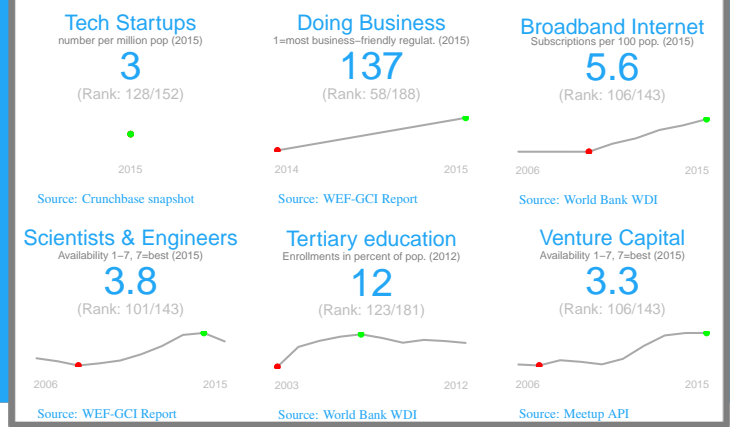 Tech Startups
number per million pop (2015)
3
(Rank: 128/152)
2015
Source: Crunchbase snapshot
Doing Business
1=most business−friendly regulat. (2015)
137
(Rank: 58/188)
2014 2015
Source: WEF-GCI Report
Broadband Internet
Subscriptions per 100 pop. (2015)
5.6
(Rank: 106/143)
2006 2015
Source: World Bank WDI
Scientists & Engineers
Availability 1−7, 7=best (2015)
3.8
(Rank: 101/143)
2006 2015
Source: WEF-GCI Report
Tertiary education
Enrollments in percent of pop. (2012)
12
(Rank: 123/181)
2003 2012
Source: World Bank WDI
Venture Capital
Availability 1−7, 7=best (2015)
3.3
(Rank: 106/143)
2006 2015
Source: Meetup API